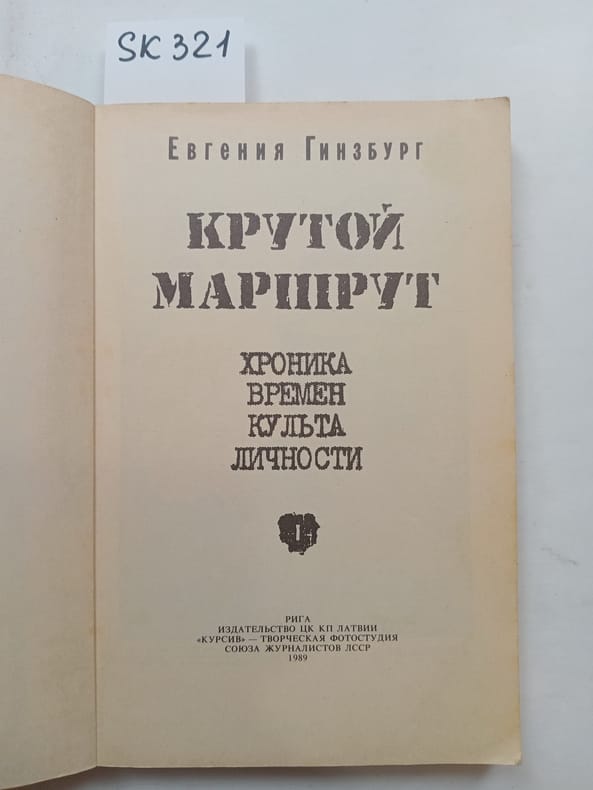 SK 321
Евгения Гинзбург
КРУТОЙ
МАРШРУТ
ХРОНИКА
ВРЕМЕН
КУЛЬТА
ЛИЧНОСТИ
I
РИГА
ИЗДАТЕЛЬСТВО ЦК КП ЛАТВИИ
«КУРСИВ» — ТВОРЧЕСКАЯ ФОТОСТУДИЯ
СОЮЗА ЖУРНАЛИСТОВ ЛССР
1989